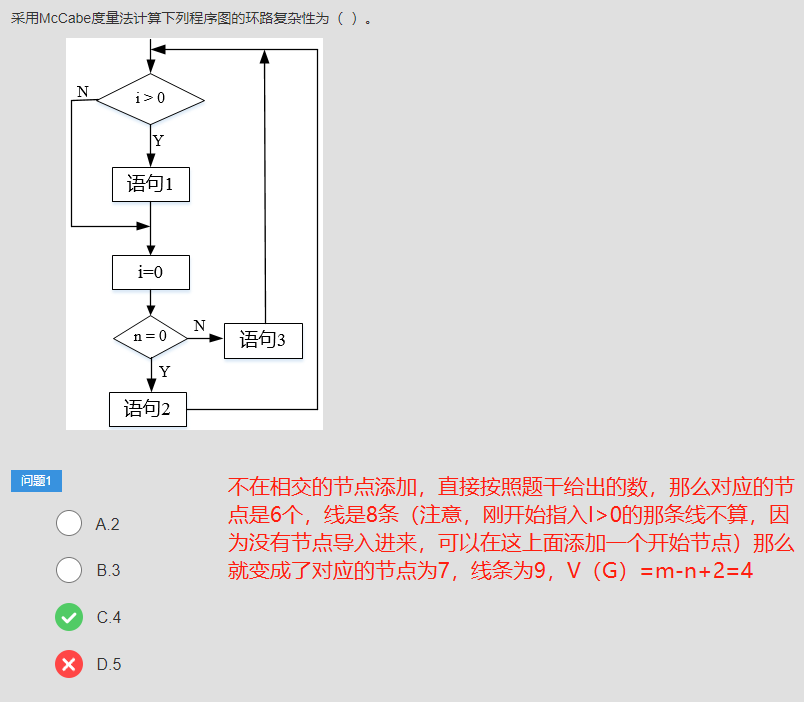 采用McCabe度量法计算下列程序图的环路复杂性为（ ）。
i > 0
N
Y
语句1
i=0
n = 0
N
语句3
Y
语句2
问题1
不在相交的节点添加，直接按照题干给出的数，那么对应的节
点是6个，线是8条（注意，刚开始指入I>0的那条线不算，因
为没有节点导入进来，可以在这上面添加一个开始节点）那么
就变成了对应的节点为7，线条为9，V（G）=m-n+2=4
A.2
B.3
C.4
D.5